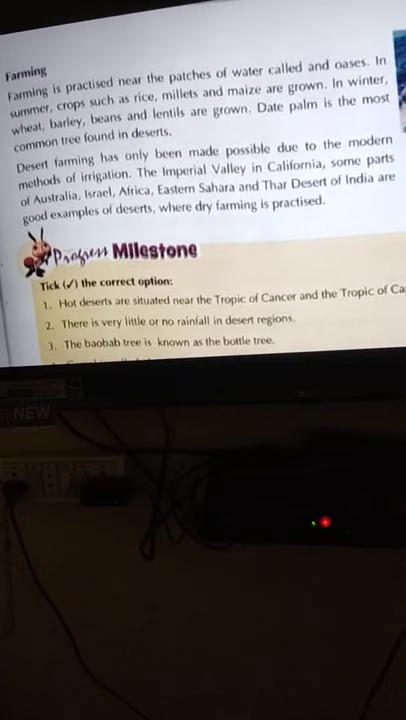 Farming
Farming is practised near the patches of water called and oases. In
summer, crops such as rice, millets and maize are grown. In winter,
wheat, barley, beans and lentils are grown. Date palm is the most
common tree found in deserts.
Desert farming has only been made possible due to the modern
methods of irrigation. The Imperial Valley in California, some parts
of Australia, Israel, Africa, Eastern Sahara and Thar Desert of India are
good examples of deserts, where dry farming is practised.
Progress Milestone
Tick (✓) the correct option:
1. Hot deserts are situated near the Tropic of Cancer and the Tropic of
2. There is very little or no rainfall in desert regions.
3. The baobab tree is known as the bottle tree.
NEW